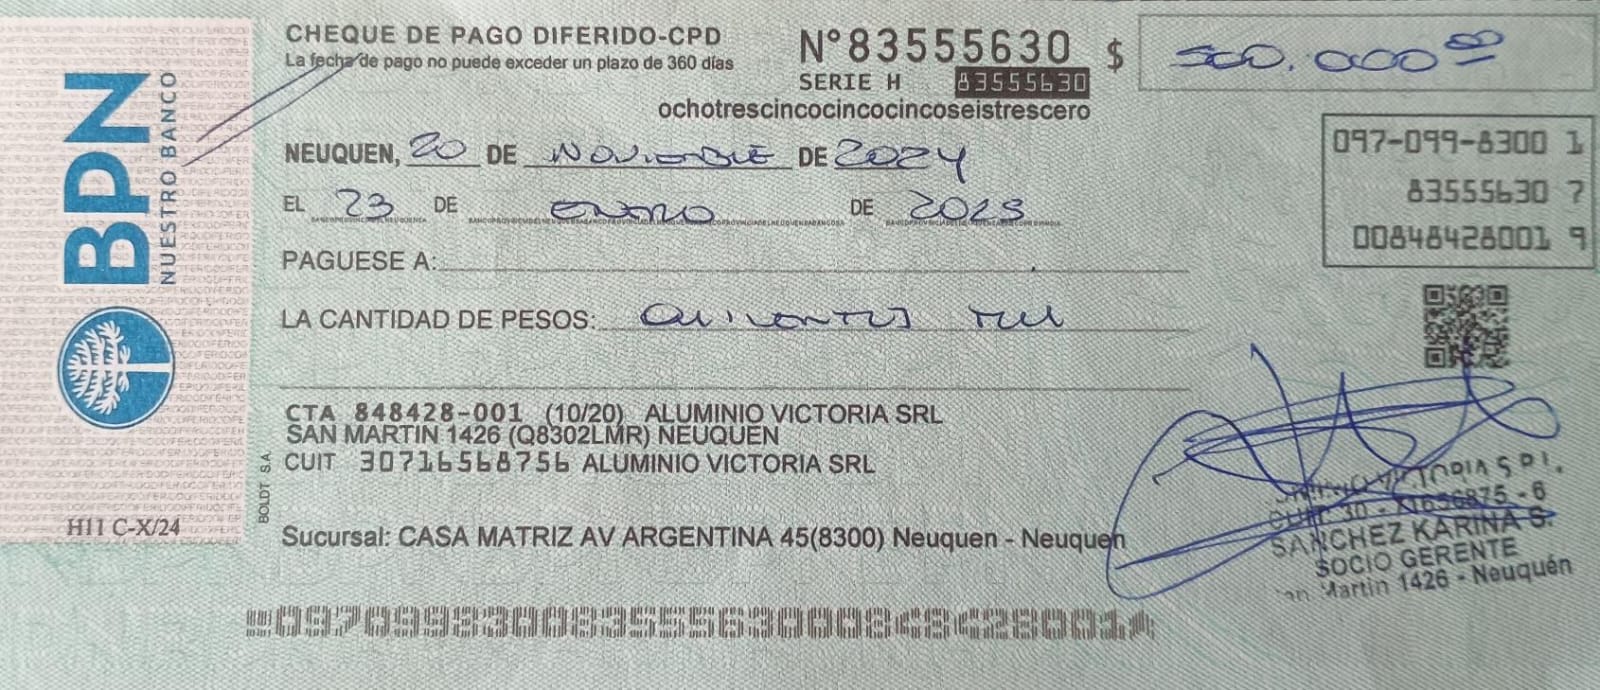 BPN
NUESTRO BANCO
H11 C-X/24
CHEQUE DE PAGO DIFERIDO-CPD
La fecha de pago no puede exceder un plazo de 360 días
N°83555630
SERIE H 83555630
ochotrescincocincocincoseistrescero
$ 500.000 00
NEUQUEN, 20 DE NOVIEMBRE DE 2024
EL 23 DE ENERO DE 2025
097-099-8300 1
83555630 7
00848428001 9
PAGUESE A:
LA CANTIDAD DE PESOS: QUINIENTOS MIL
CTA 848428-001 (10/20) ALUMINIO VICTORIA SRL
SAN MARTIN 1426 (Q8302LMR) NEUQUEN
CUIT 30716568756 ALUMINIO VICTORIA SRL
BOLDT S.A.
Sucursal: CASA MATRIZ AV ARGENTINA 45(8300) Neuquen - Neuquen
SANCHEZ KARINA S.
SOCIO GERENTE
Martin 1426 - Neuquén
09709983008355563000848428001